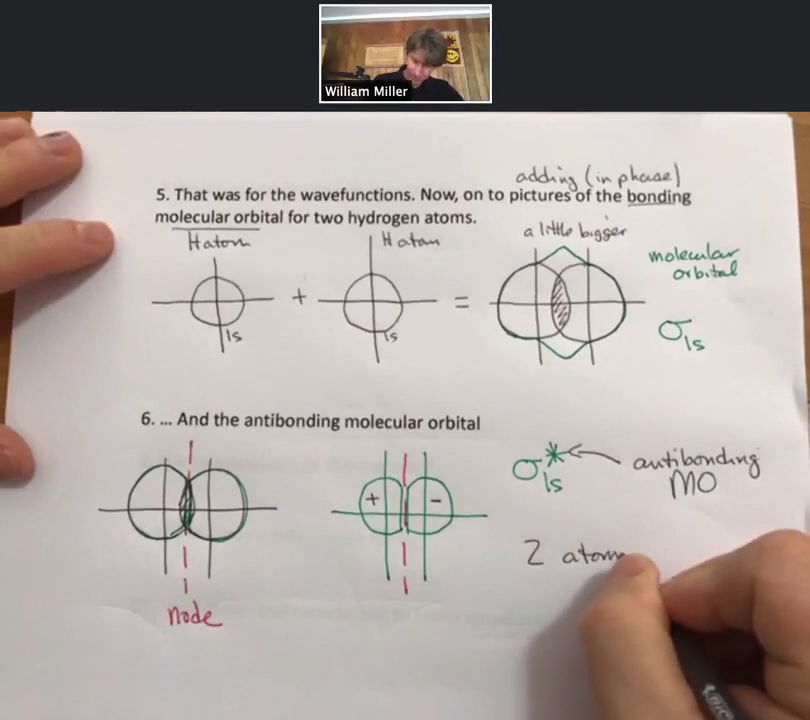 William Miller
adding (in phase)
5. That was for the wavefunctions. Now, on to pictures of the bonding
molecular orbital for two hydrogen atoms.
H atom
H atom
a little bigger
molecular
orbital
+
=
1s
1s
σ1s
6. ... And the antibonding molecular orbital
σ*1s
antibonding
MO
+
-
2 atom
node